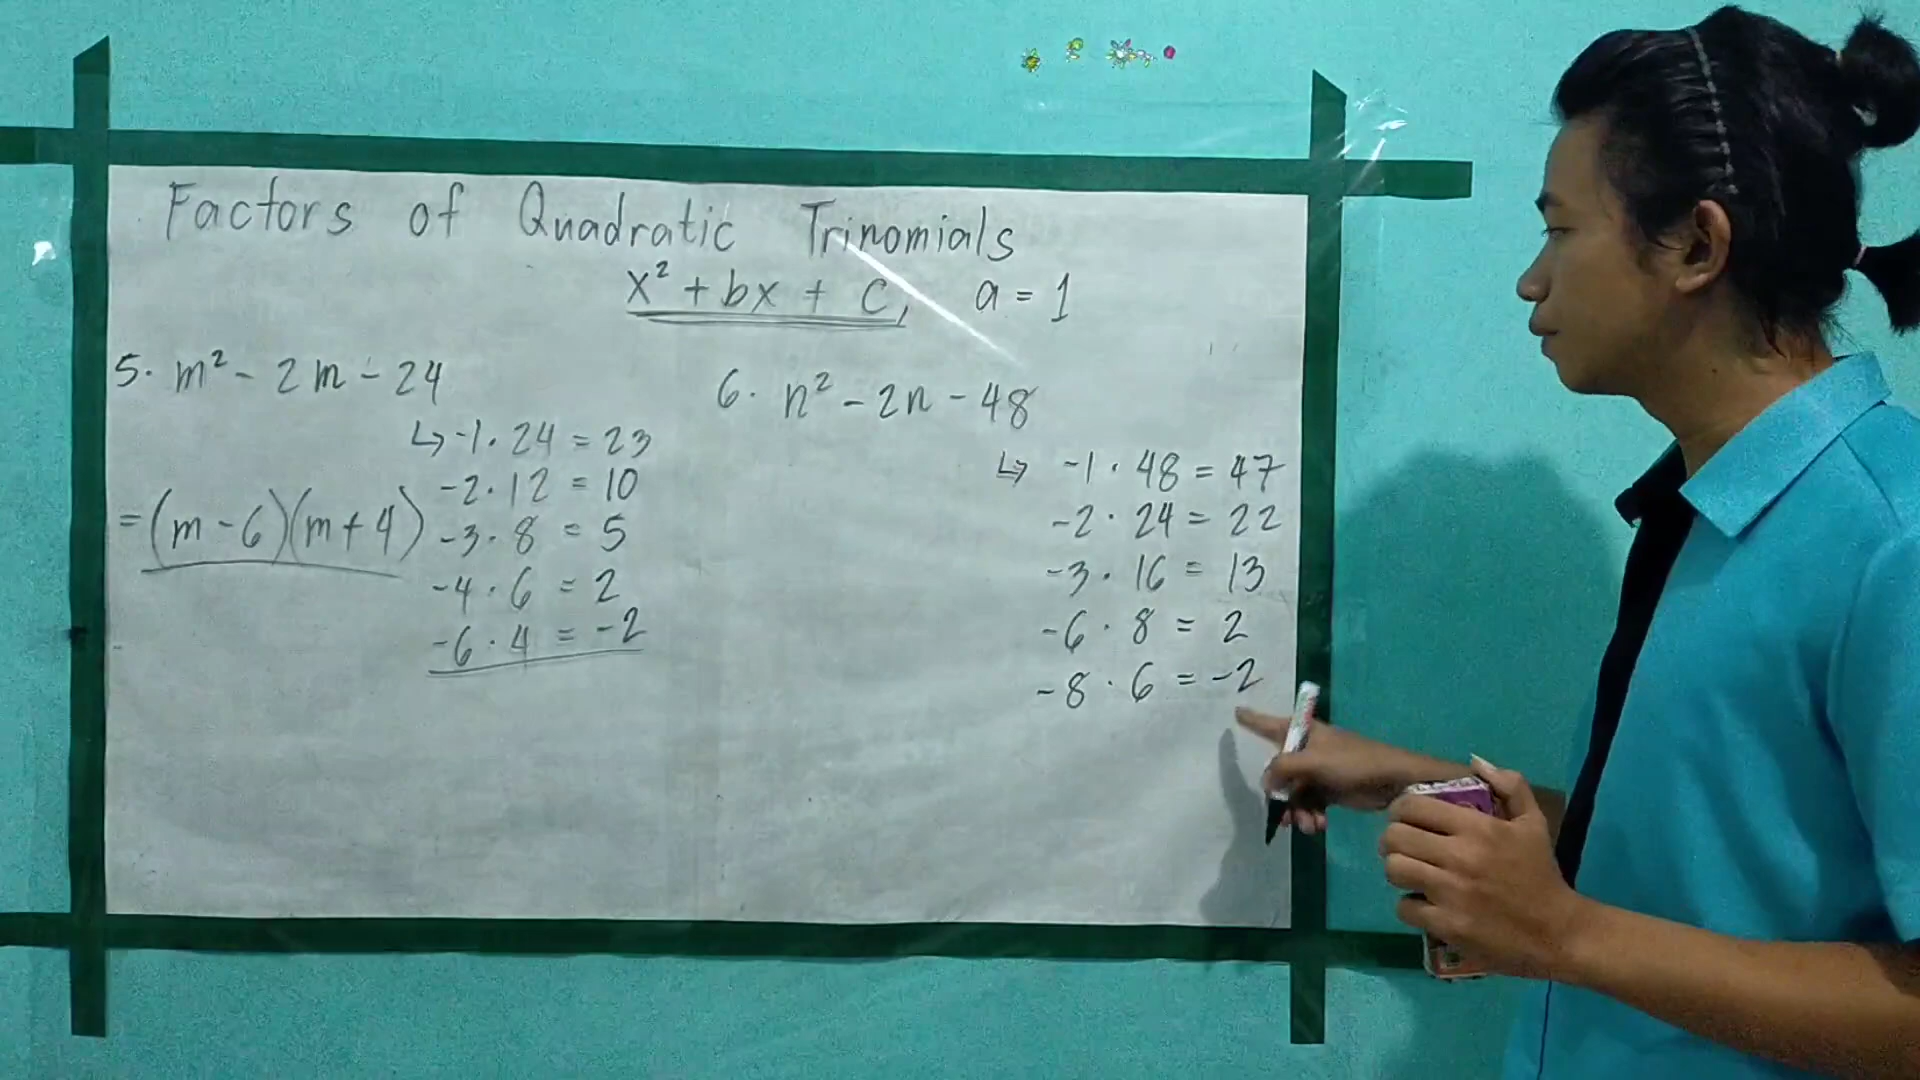 Factors of Quadratic Trinomials
x² + bx + c, a = 1
5. m² - 2m - 24
↳ -1 · 24 = 23
-2 · 12 = 10
-3 · 8 = 5
-4 · 6 = 2
-6 · 4 = -2
= (m - 6)(m + 4)
6. n² - 2n - 48
↳ -1 · 48 = 47
-2 · 24 = 22
-3 · 16 = 13
-6 · 8 = 2
-8 · 6 = -2